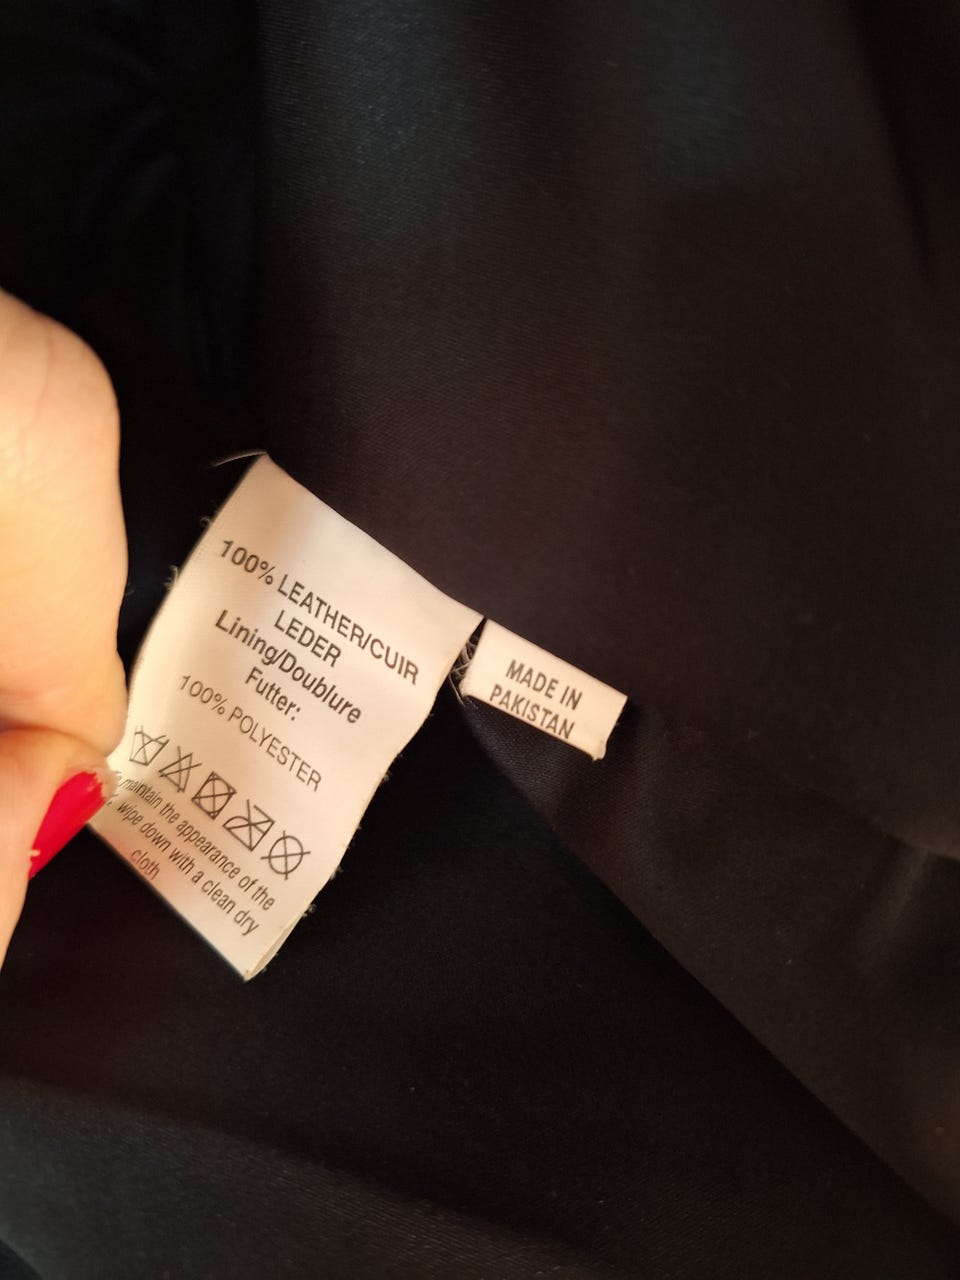 100% LEATHER/CUIR
LEDER
Lining/Doublure
Futter:
100% POLYESTER
maintain the appearance of the
wipe down with a clean dry
cloth
MADE IN
PAKISTAN